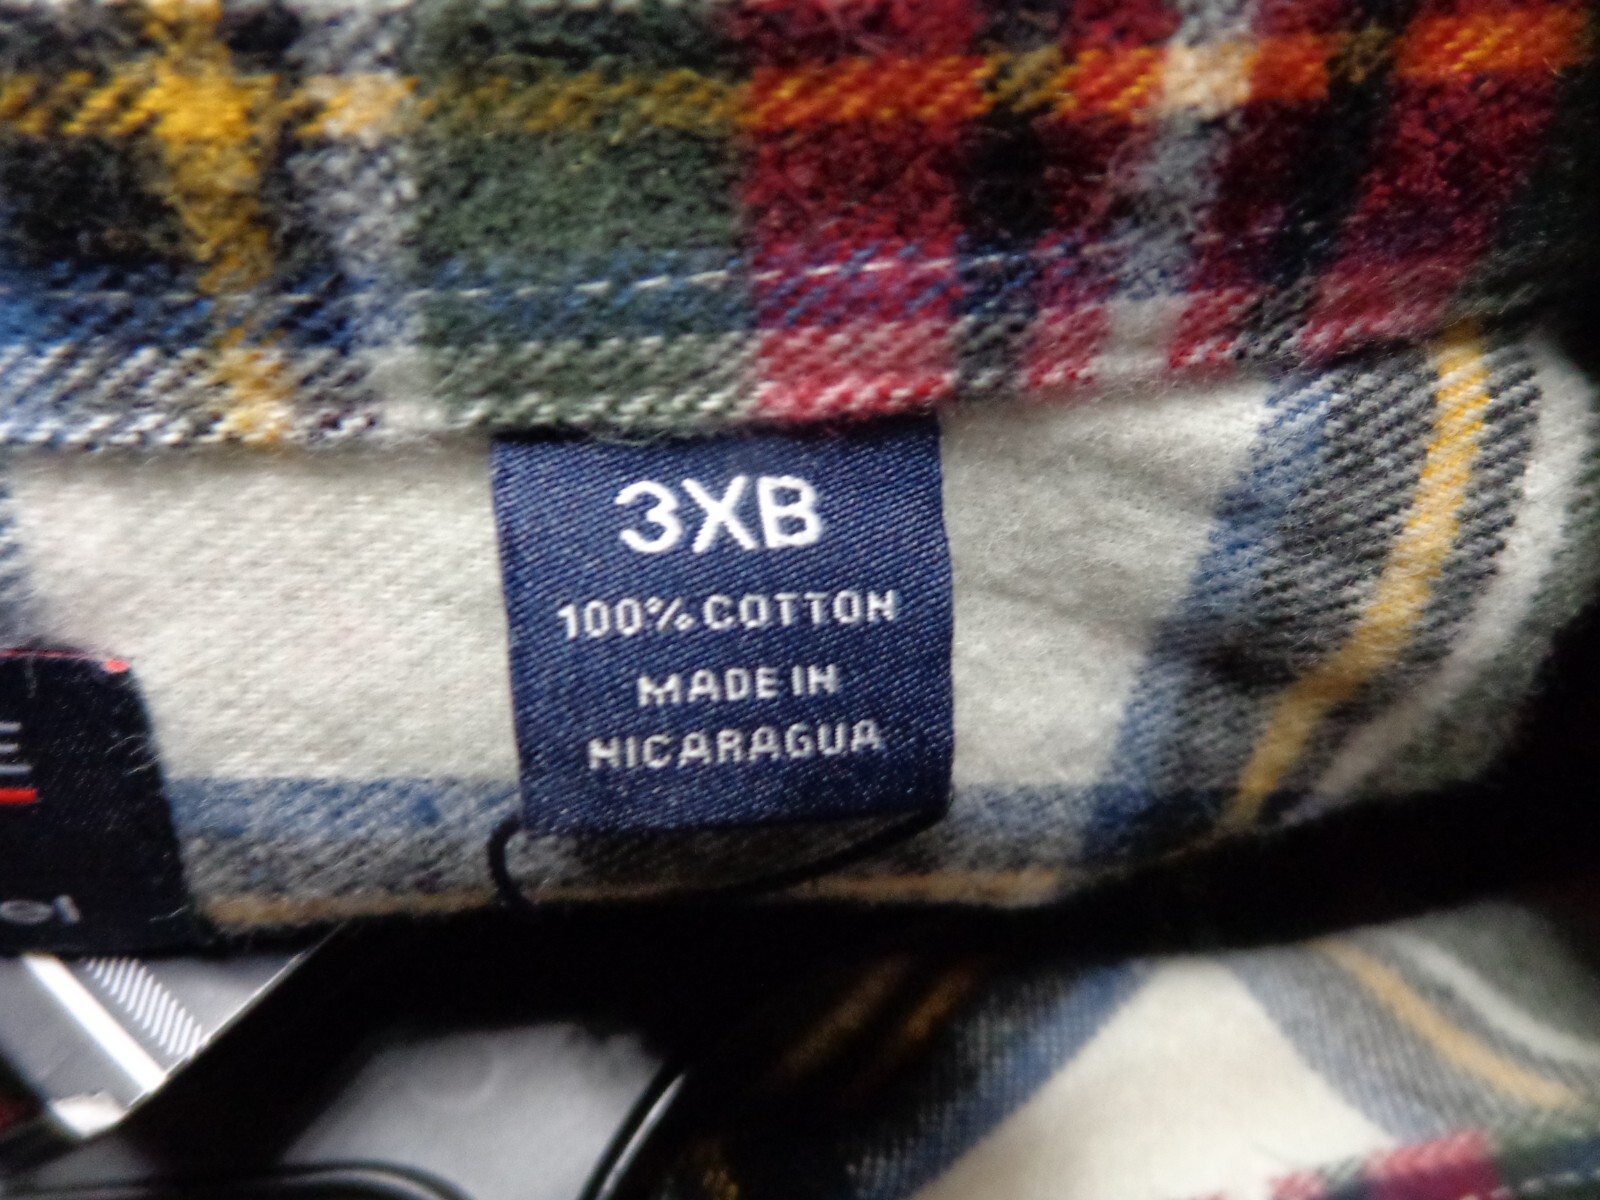 3XB
100% COTTON
MADE IN
NICARAGUA